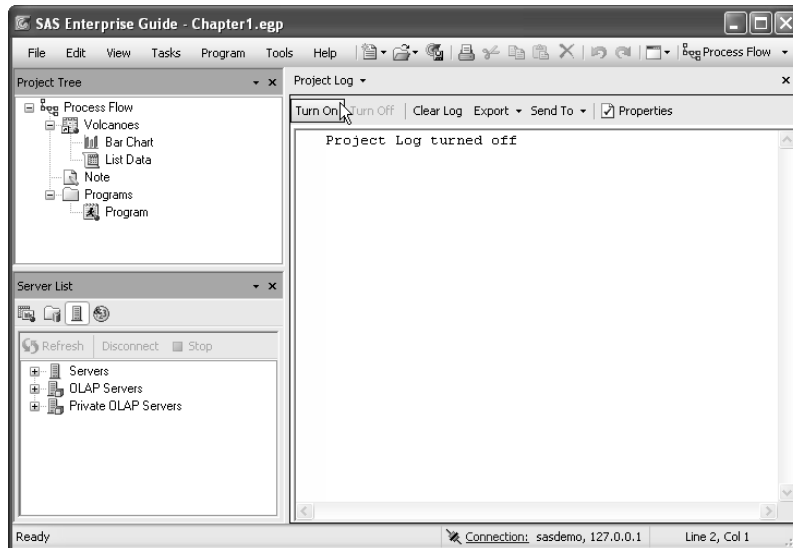 SAS Enterprise Guide - Chapter1.egp
File Edit View Tasks Program Tools Help Process Flow
Project Tree
Process Flow
Volcanoes
Bar Chart
List Data
Note
Programs
Program
Server List
Refresh Disconnect Stop
Servers
OLAP Servers
Private OLAP Servers
Project Log
Turn On Turn Off Clear Log Export Send To Properties
Project Log turned off
Ready Connection: sasdemo, 127.0.0.1 Line 2, Col 1